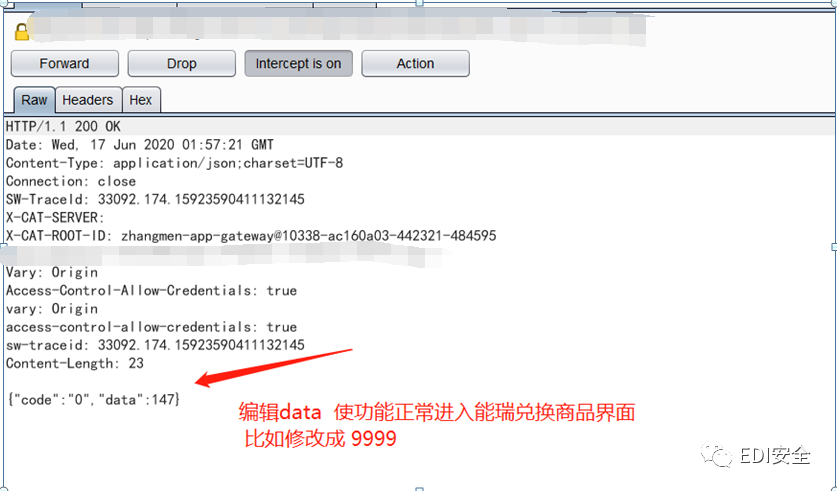 Forward Drop Intercept is on Action
Raw Headers Hex
HTTP/1.1 200 OK
Date: Wed, 17 Jun 2020 01:57:21 GMT
Content-Type: application/json;charset=UTF-8
Connection: close
SW-TraceId: 33092.174.15923590411132145
X-CAT-SERVER:
X-CAT-ROOT-ID: zhangmen-app-gateway@10338-ac160a03-442321-484595
Vary: Origin
Access-Control-Allow-Credentials: true
vary: Origin
access-control-allow-credentials: true
sw-traceid: 33092.174.15923590411132145
Content-Length: 23
{"code":"0","data":147}
编辑data 使功能正常进入能瑞兑换商品界面
比如修改成 9999
EDI安全